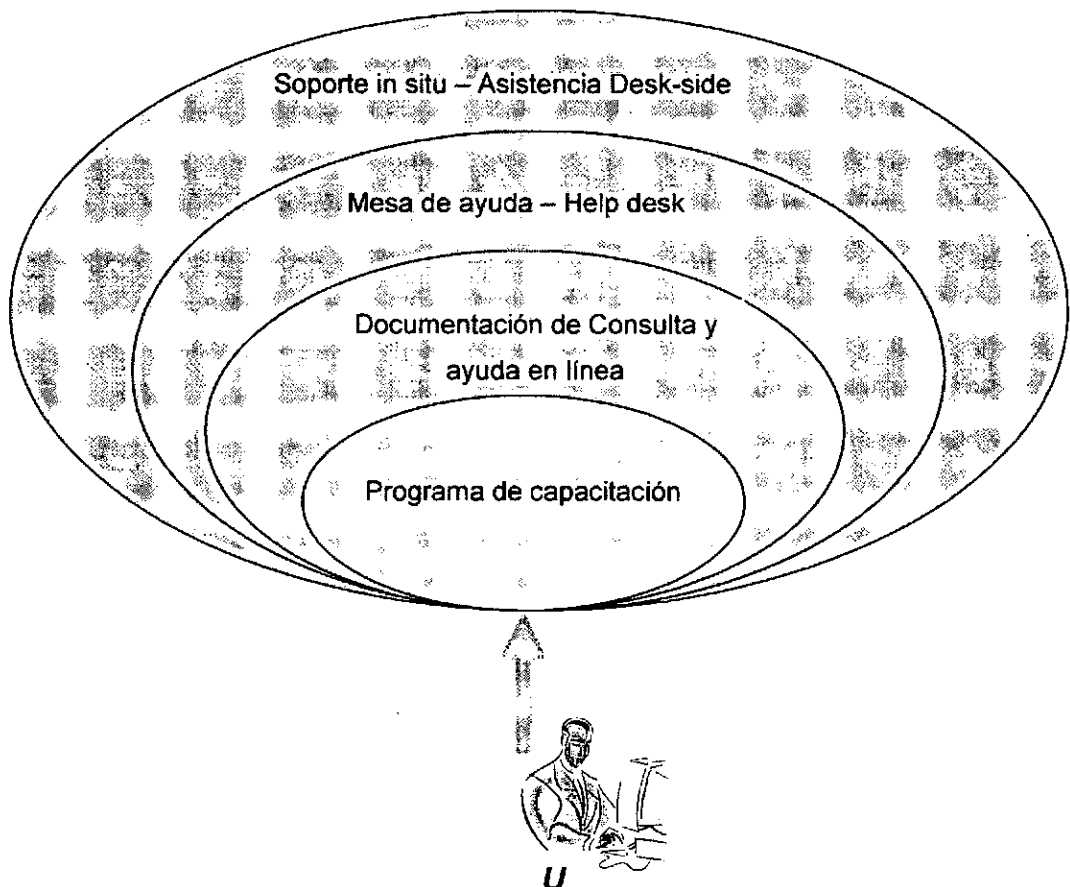 Soporte in situ – Asistencia Desk-side
Mesa de ayuda – Help desk
Documentación de Consulta y
ayuda en línea
Programa de capacitación
U